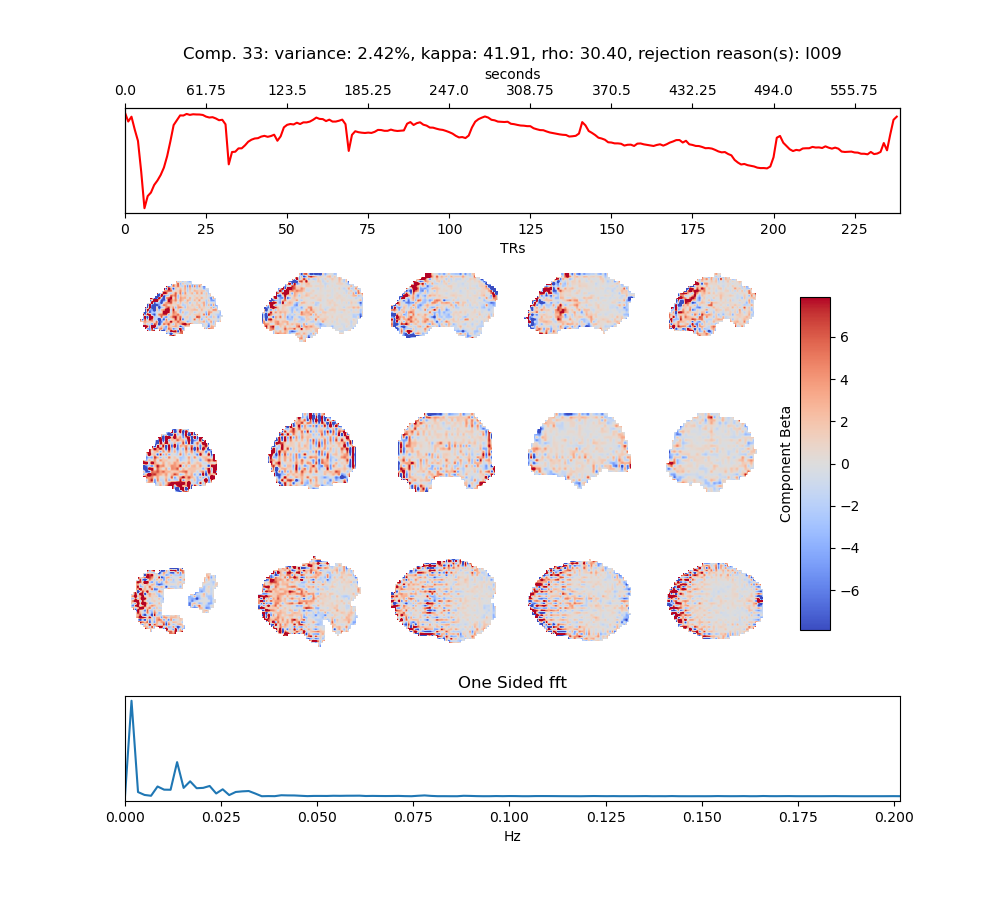 Comp. 33: variance: 2.42%, kappa: 41.91, rho: 30.40, rejection reason(s): I009
seconds
0.0 61.75 123.5 185.25 247.0 308.75 370.5 432.25 494.0 555.75
0 25 50 75 100 125 150 175 200 225
TRs
Component Beta
6
4
2
0
−2
−4
−6
One Sided fft
0.000 0.025 0.050 0.075 0.100 0.125 0.150 0.175 0.200
Hz